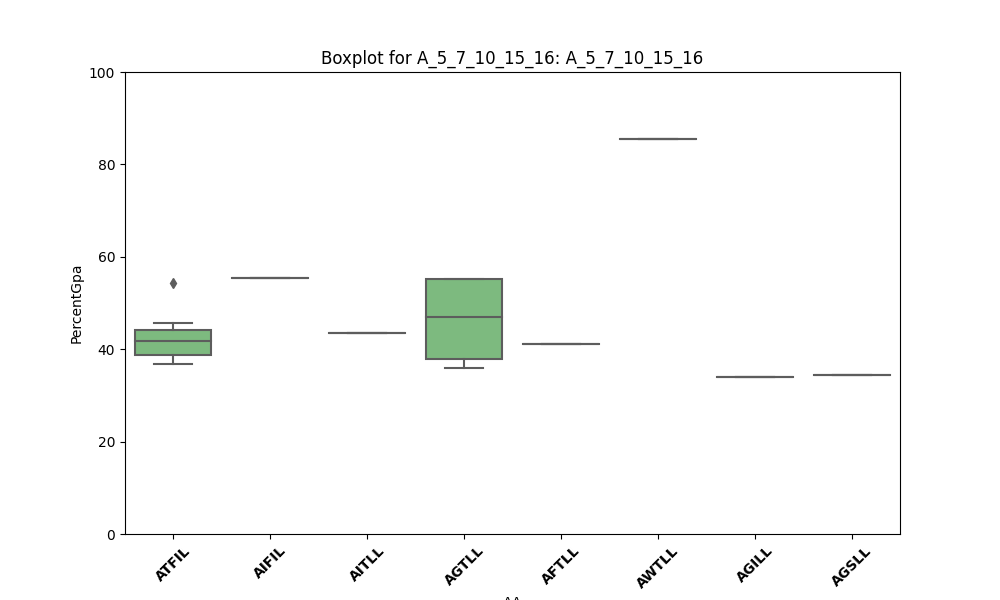 Boxplot for A_5_7_10_15_16: A_5_7_10_15_16
100
80
60
40
20
0
PercentGpa
ATFIL
AIFIL
AITLL
AGTLL
AFTLL
AWTLL
AGILL
AGSLL
AA